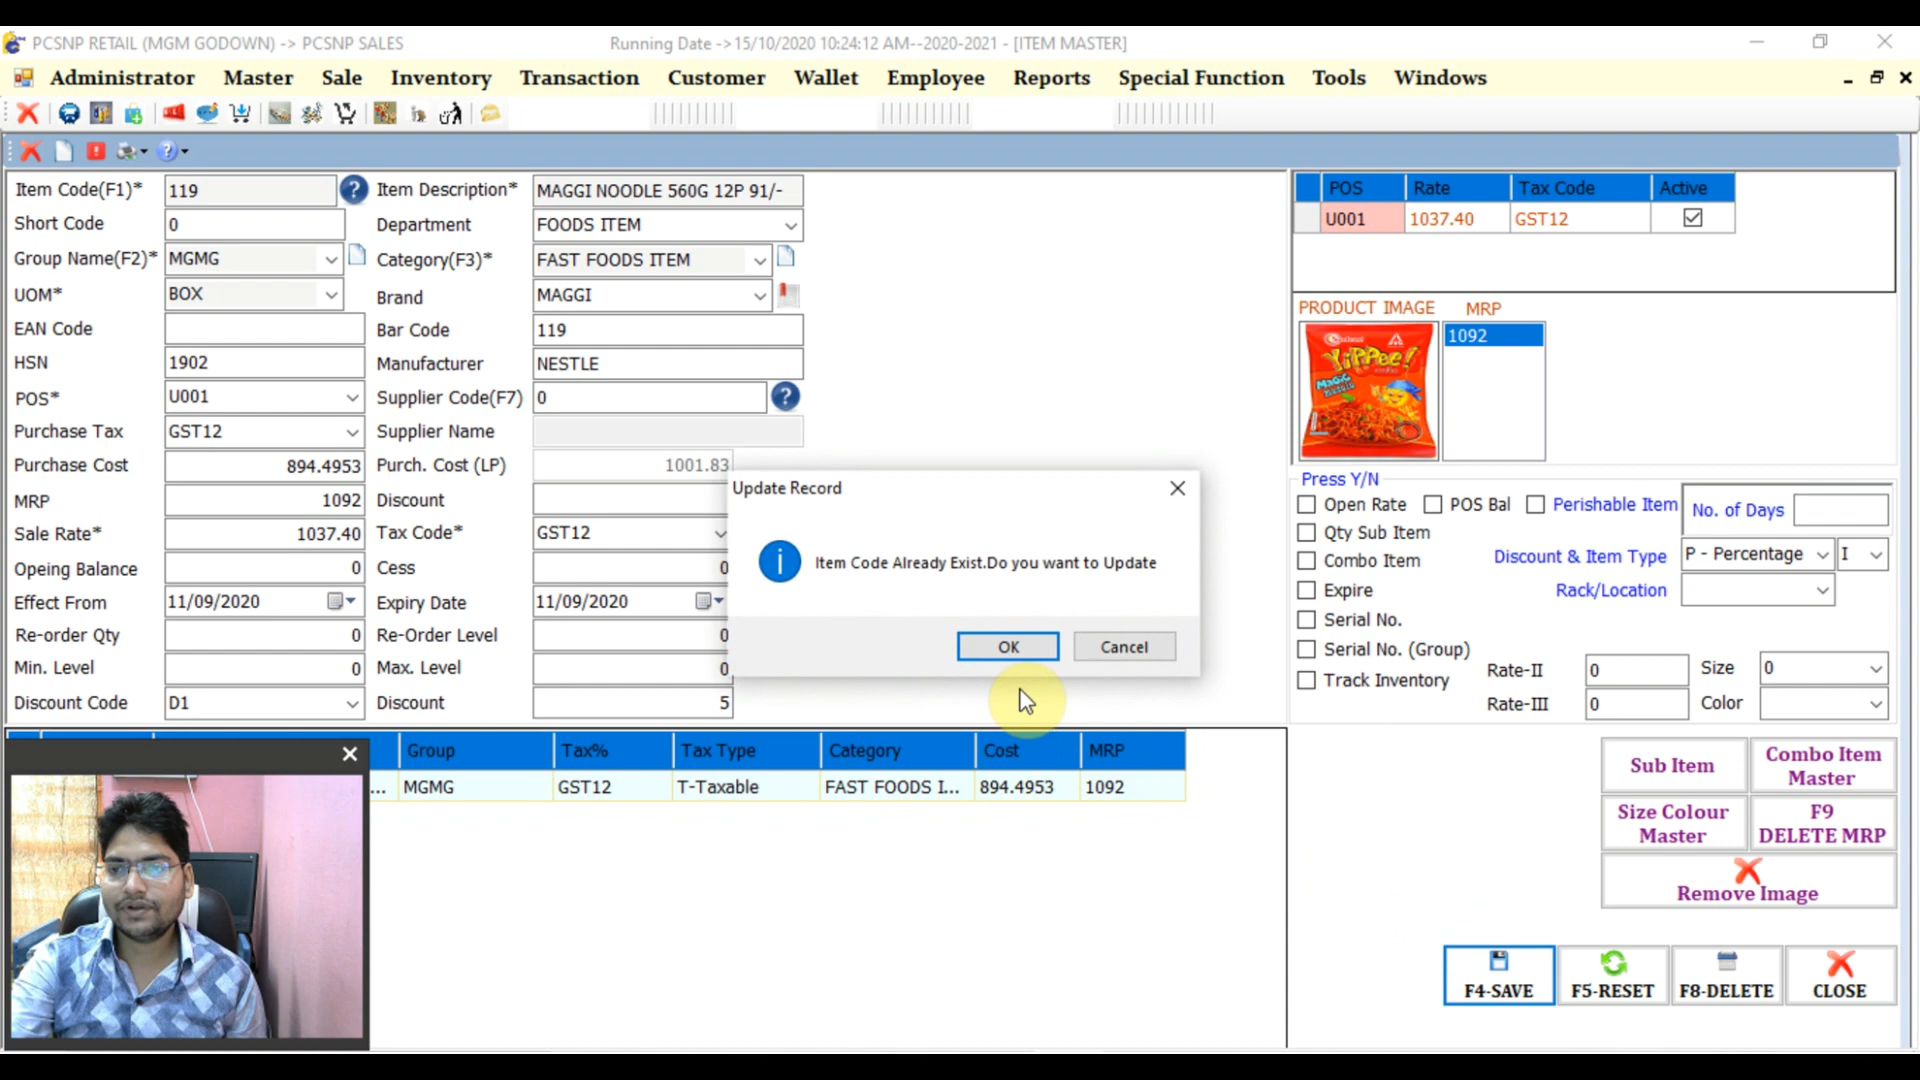 PCSNP RETAIL (MGM GODOWN) -> PCSNP SALES Running Date ->15/10/2020 10:24:12 AM--2020-2021 - [ITEM MASTER]
Administrator Master Sale Inventory Transaction Customer Wallet Employee Reports Special Function Tools Windows
Item Code(F1)* 119 Item Description* MAGGI NOODLE 560G 12P 91/-
Short Code 0 Department FOODS ITEM
Group Name(F2)* MGMG Category(F3)* FAST FOODS ITEM
UOM* BOX Brand MAGGI
EAN Code Bar Code 119
HSN 1902 Manufacturer NESTLE
POS* U001 Supplier Code(F7) 0
Purchase Tax GST12 Supplier Name
Purchase Cost 894.4953 Purch. Cost (LP) 1001.83
MRP 1092 Discount
Sale Rate* 1037.40 Tax Code* GST12
Opeing Balance 0 Cess 0
Effect From 11/09/2020 Expiry Date 11/09/2020
Re-order Qty 0 Re-Order Level 0
Min. Level 0 Max. Level 0
Discount Code D1 Discount 5
Update Record
Item Code Already Exist.Do you want to Update
OK Cancel
POS Rate Tax Code Active
U001 1037.40 GST12
PRODUCT IMAGE MRP
1092
YiPPee!
MAGIC
Press Y/N
Open Rate POS Bal Perishable Item No. of Days
Qty Sub Item
Combo Item Discount & Item Type P - Percentage I
Expire Rack/Location
Serial No.
Serial No. (Group)
Track Inventory Rate-II 0 Size 0
Rate-III 0 Color
Group Tax% Tax Type Category Cost MRP
... MGMG GST12 T-Taxable FAST FOODS I... 894.4953 1092
Sub Item Combo Item Master
Size Colour Master F9 DELETE MRP
Remove Image
F4-SAVE F5-RESET F8-DELETE CLOSE